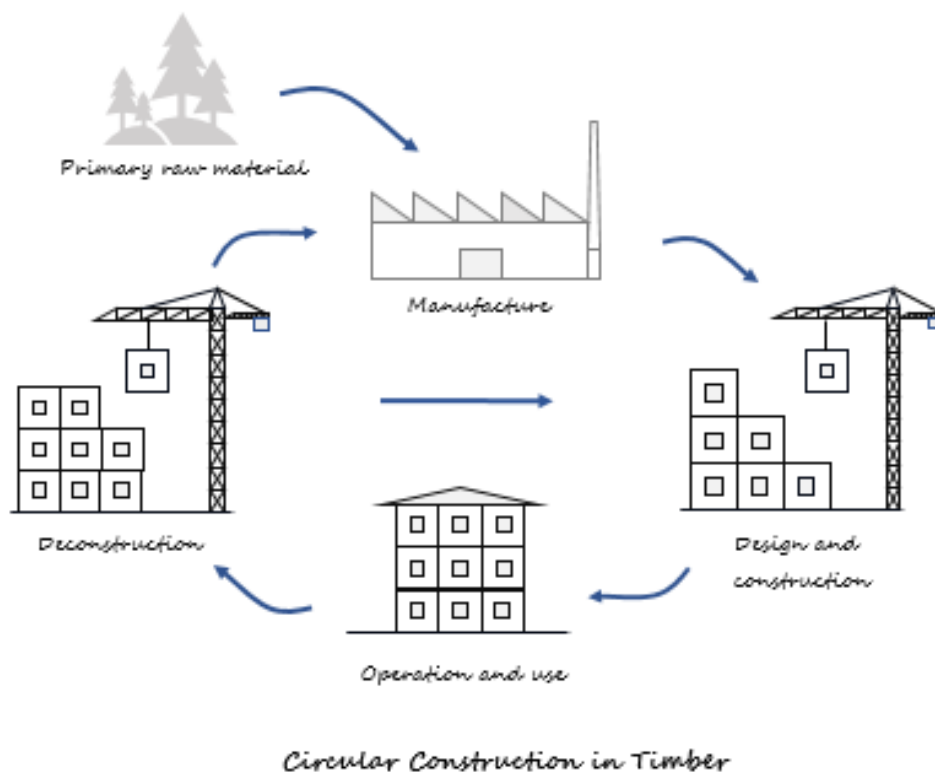 Primary raw material
Manufacture
Deconstruction
Design and
construction
Operation and use
Circular Construction in Timber